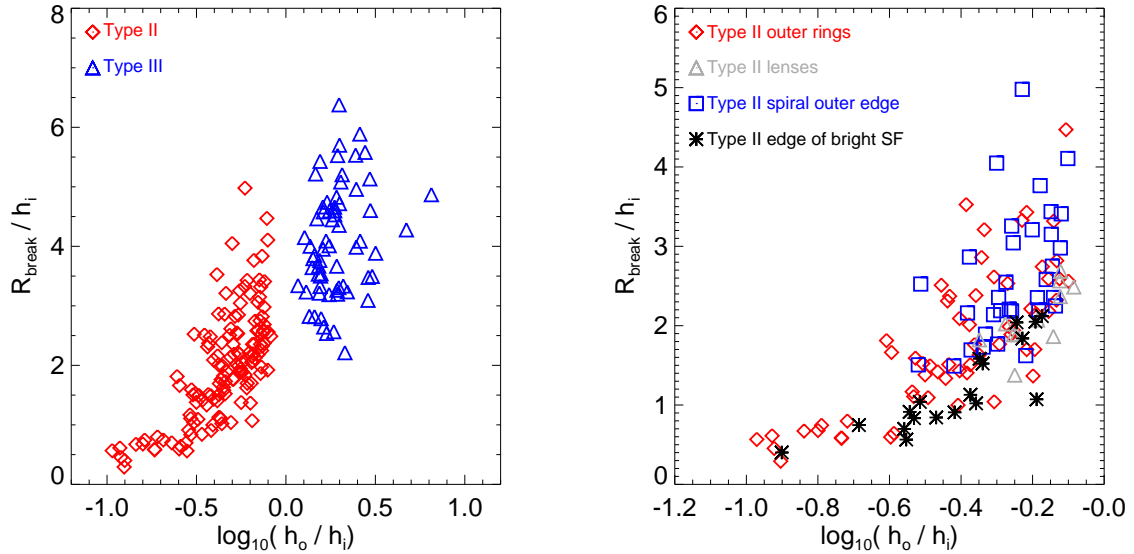 8
6
4
2
0
R_break / h_i
Type II
Type III
-1.0 -0.5 0.0 0.5 1.0
log_10( h_o / h_i)
6
5
4
3
2
1
0
R_break / h_i
Type II outer rings
Type II lenses
Type II spiral outer edge
Type II edge of bright SF
-1.2 -1.0 -0.8 -0.6 -0.4 -0.2 -0.0
log_10( h_o / h_i)